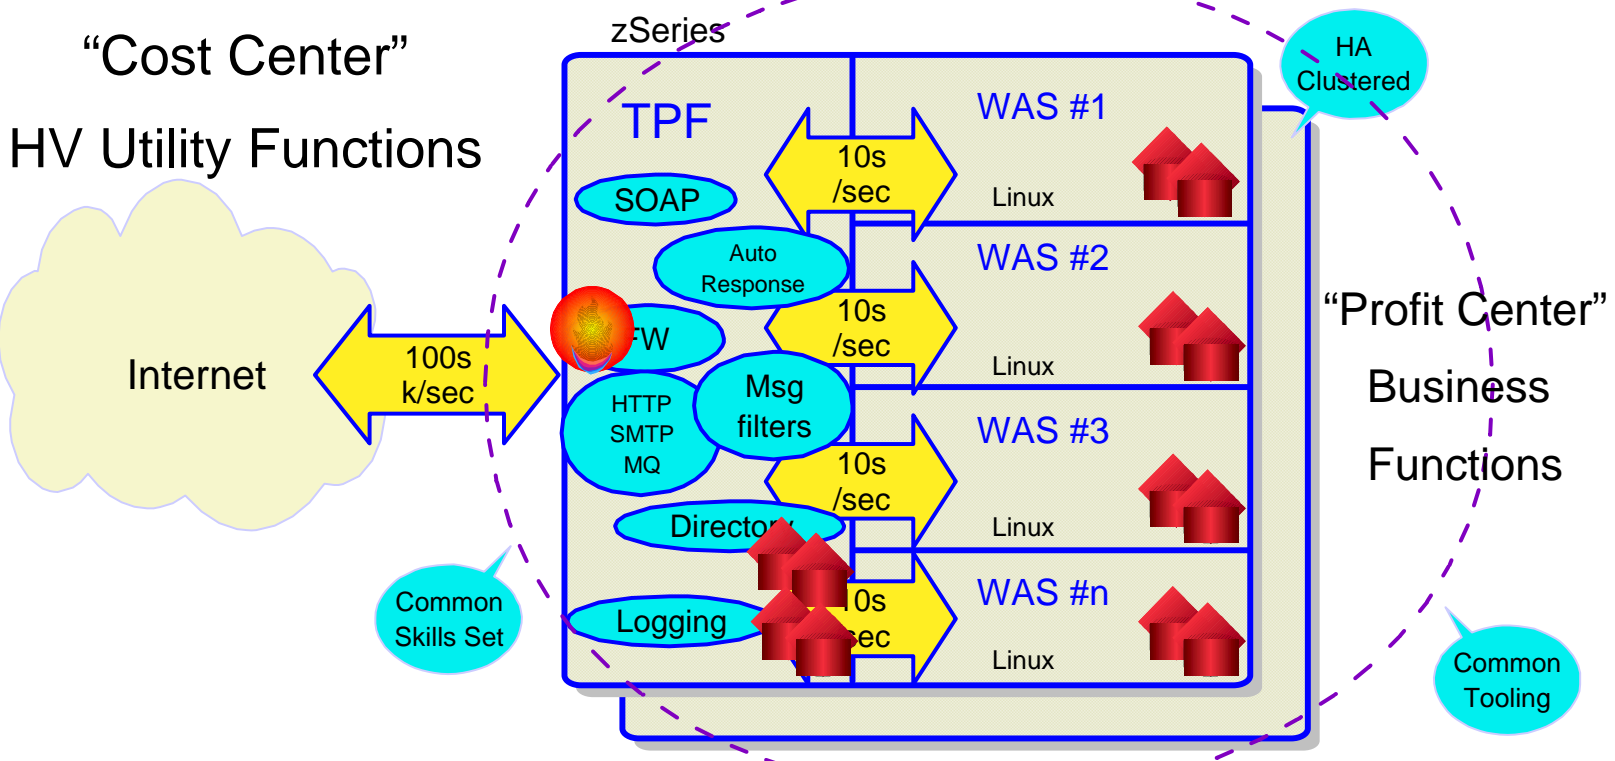 zSeries
“Cost Center”
HV Utility Functions
HA
Clustered
TPF
SOAP
Auto
Response
FW
HTTP
SMTP
MQ
Msg
filters
Directory
Logging
Internet
100s
k/sec
10s
/sec
WAS #1
Linux
10s
/sec
WAS #2
Linux
10s
/sec
WAS #3
Linux
10s
/sec
WAS #n
Linux
“Profit Center”
Business
Functions
Common
Skills Set
Common
Tooling